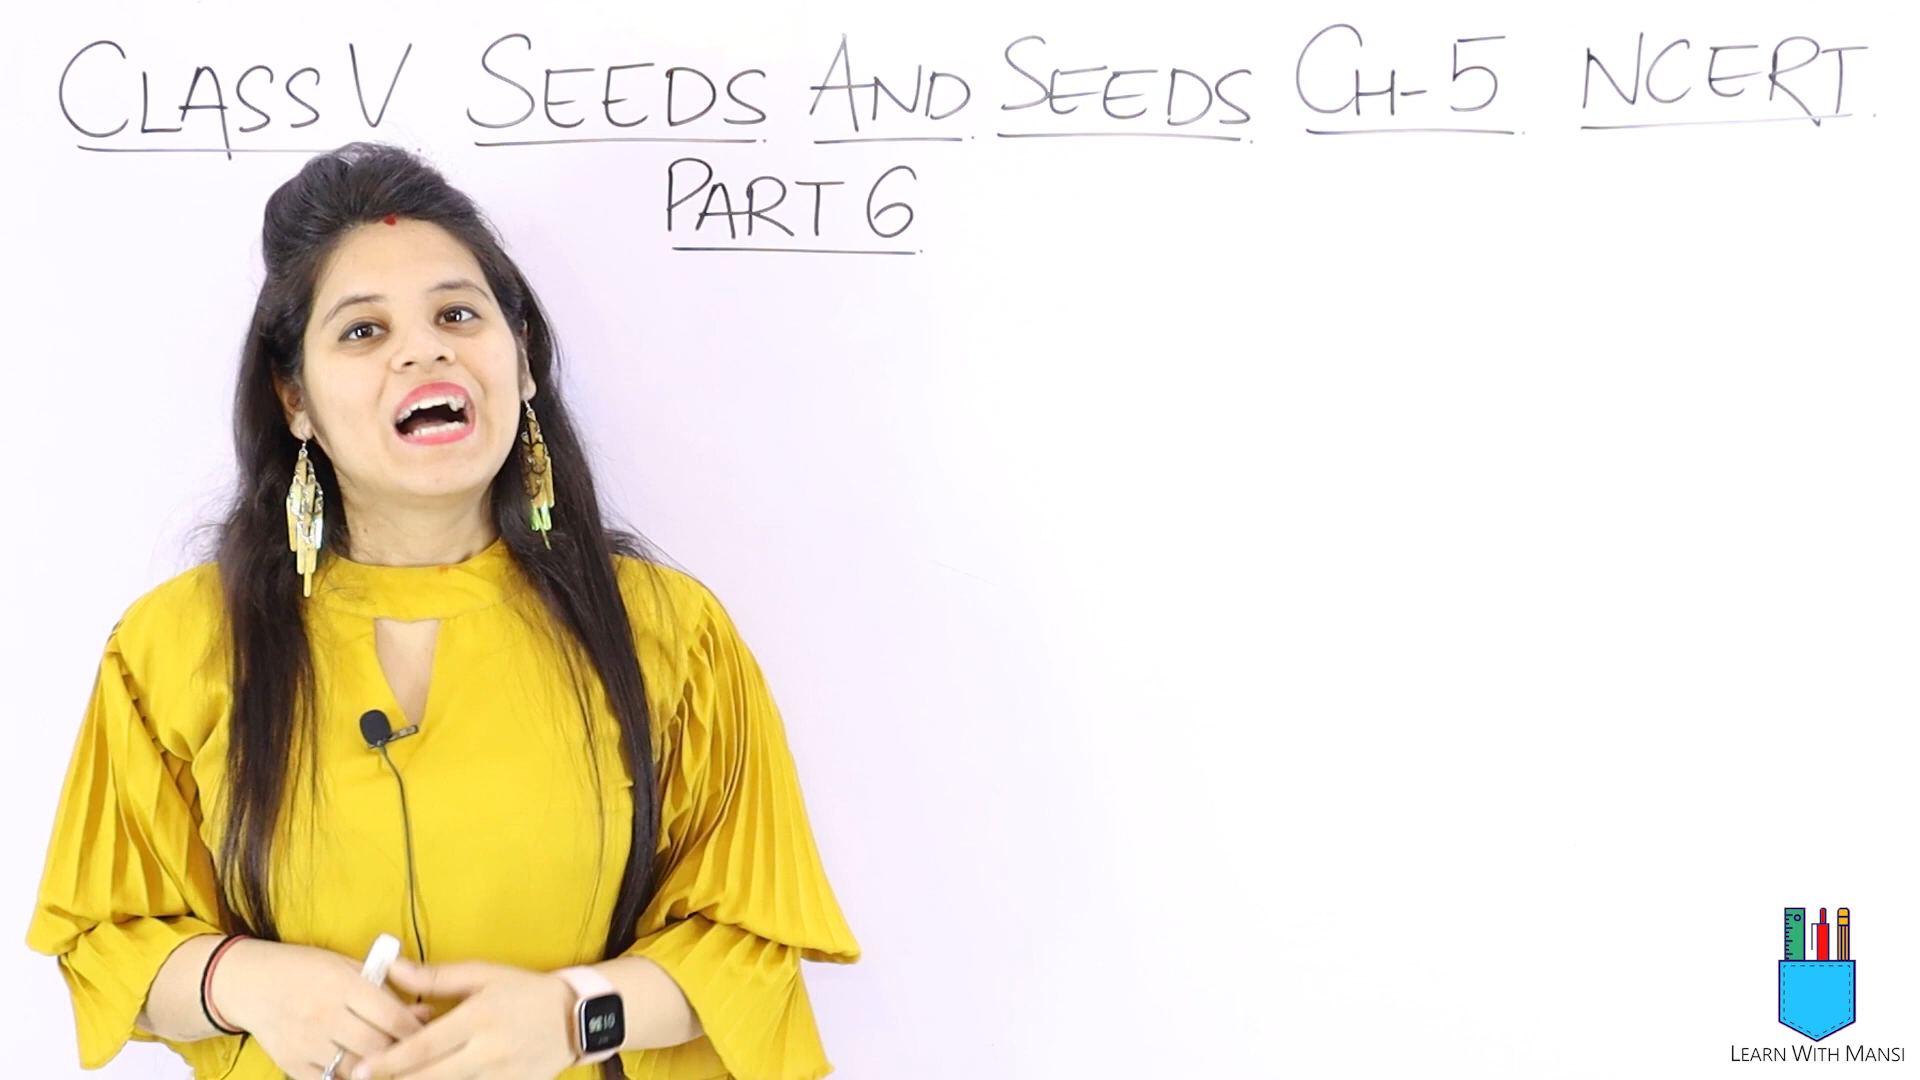 CLASS V SEEDS AND SEEDS CH-5 NCERT
PART 6
LEARN WITH MANSI